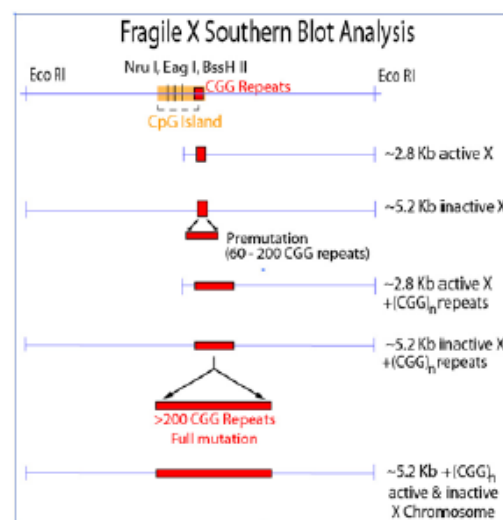 Fragile X Southern Blot Analysis
Nru I, Eag I, BssH II
Eco RI
Eco RI
CGG Repeats
CpG Island
~2.8 Kb active X
~5.2 Kb inactive X
Premutation
(60 - 200 CGG repeats)
~2.8 Kb active X
+(CGG)n repeats
~5.2 Kb inactive X
+(CGG)n repeats
>200 CGG Repeats
Full mutation
~5.2 Kb +(CGG)n
active & inactive
X Chromosome